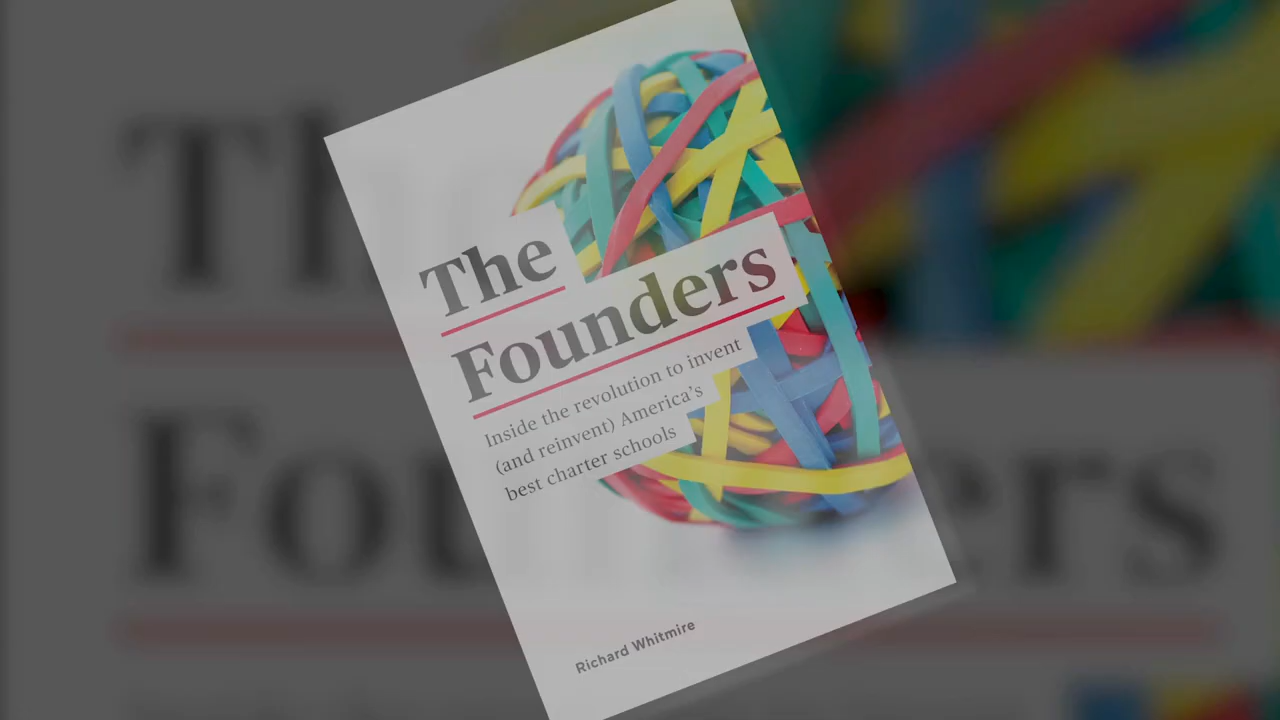 The
Founders
Inside the revolution to invent
(and reinvent) America's
best charter schools
Richard Whitmire